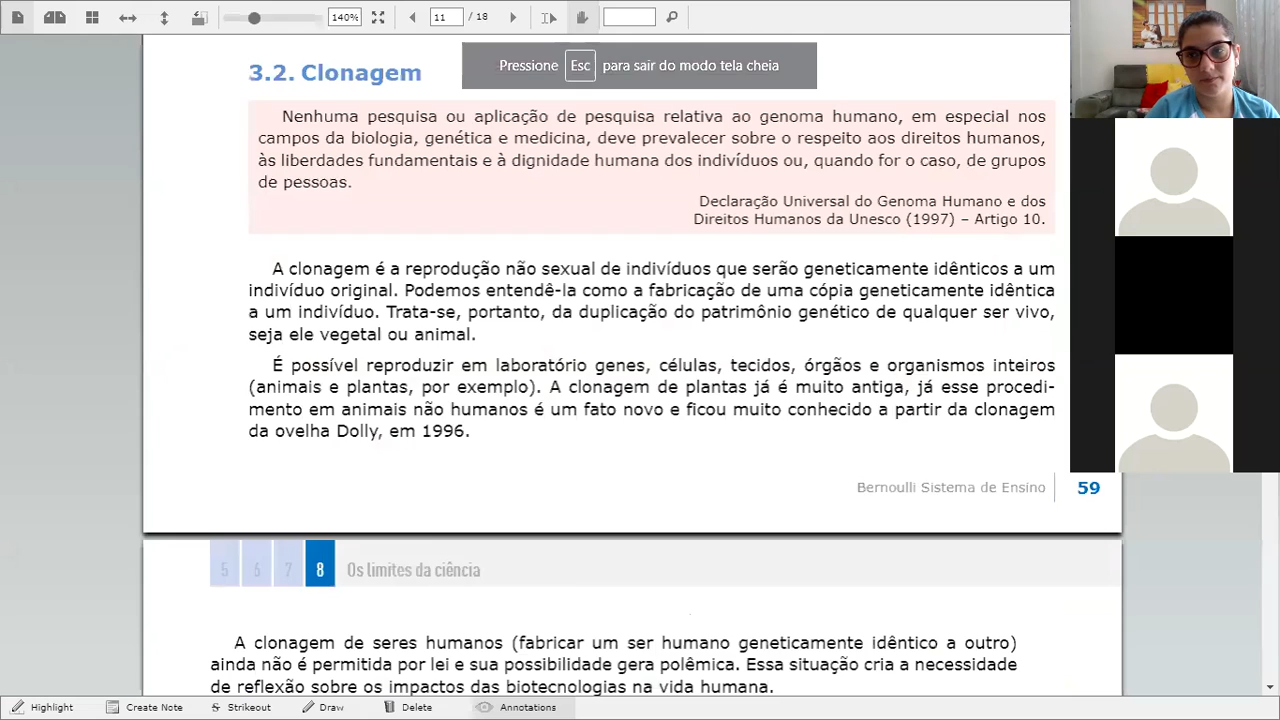 140%
11
/ 18
3.2. Clonagem
Pressione Esc para sair do modo tela cheia
Nenhuma pesquisa ou aplicação de pesquisa relativa ao genoma humano, em especial nos
campos da biologia, genética e medicina, deve prevalecer sobre o respeito aos direitos humanos,
às liberdades fundamentais e à dignidade humana dos indivíduos ou, quando for o caso, de grupos
de pessoas.
Declaração Universal do Genoma Humano e dos
Direitos Humanos da Unesco (1997) – Artigo 10.
A clonagem é a reprodução não sexual de indivíduos que serão geneticamente idênticos a um
indivíduo original. Podemos entendê-la como a fabricação de uma cópia geneticamente idêntica
a um indivíduo. Trata-se, portanto, da duplicação do patrimônio genético de qualquer ser vivo,
seja ele vegetal ou animal.
É possível reproduzir em laboratório genes, células, tecidos, órgãos e organismos inteiros
(animais e plantas, por exemplo). A clonagem de plantas já é muito antiga, já esse procedi-
mento em animais não humanos é um fato novo e ficou muito conhecido a partir da clonagem
da ovelha Dolly, em 1996.
Bernoulli Sistema de Ensino
59
5 6 7 8 Os limites da ciência
A clonagem de seres humanos (fabricar um ser humano geneticamente idêntico a outro)
ainda não é permitida por lei e sua possibilidade gera polêmica. Essa situação cria a necessidade
de reflexão sobre os impactos das biotecnologias na vida humana.
Highlight
Create Note
Strikeout
Draw
Delete
Annotations